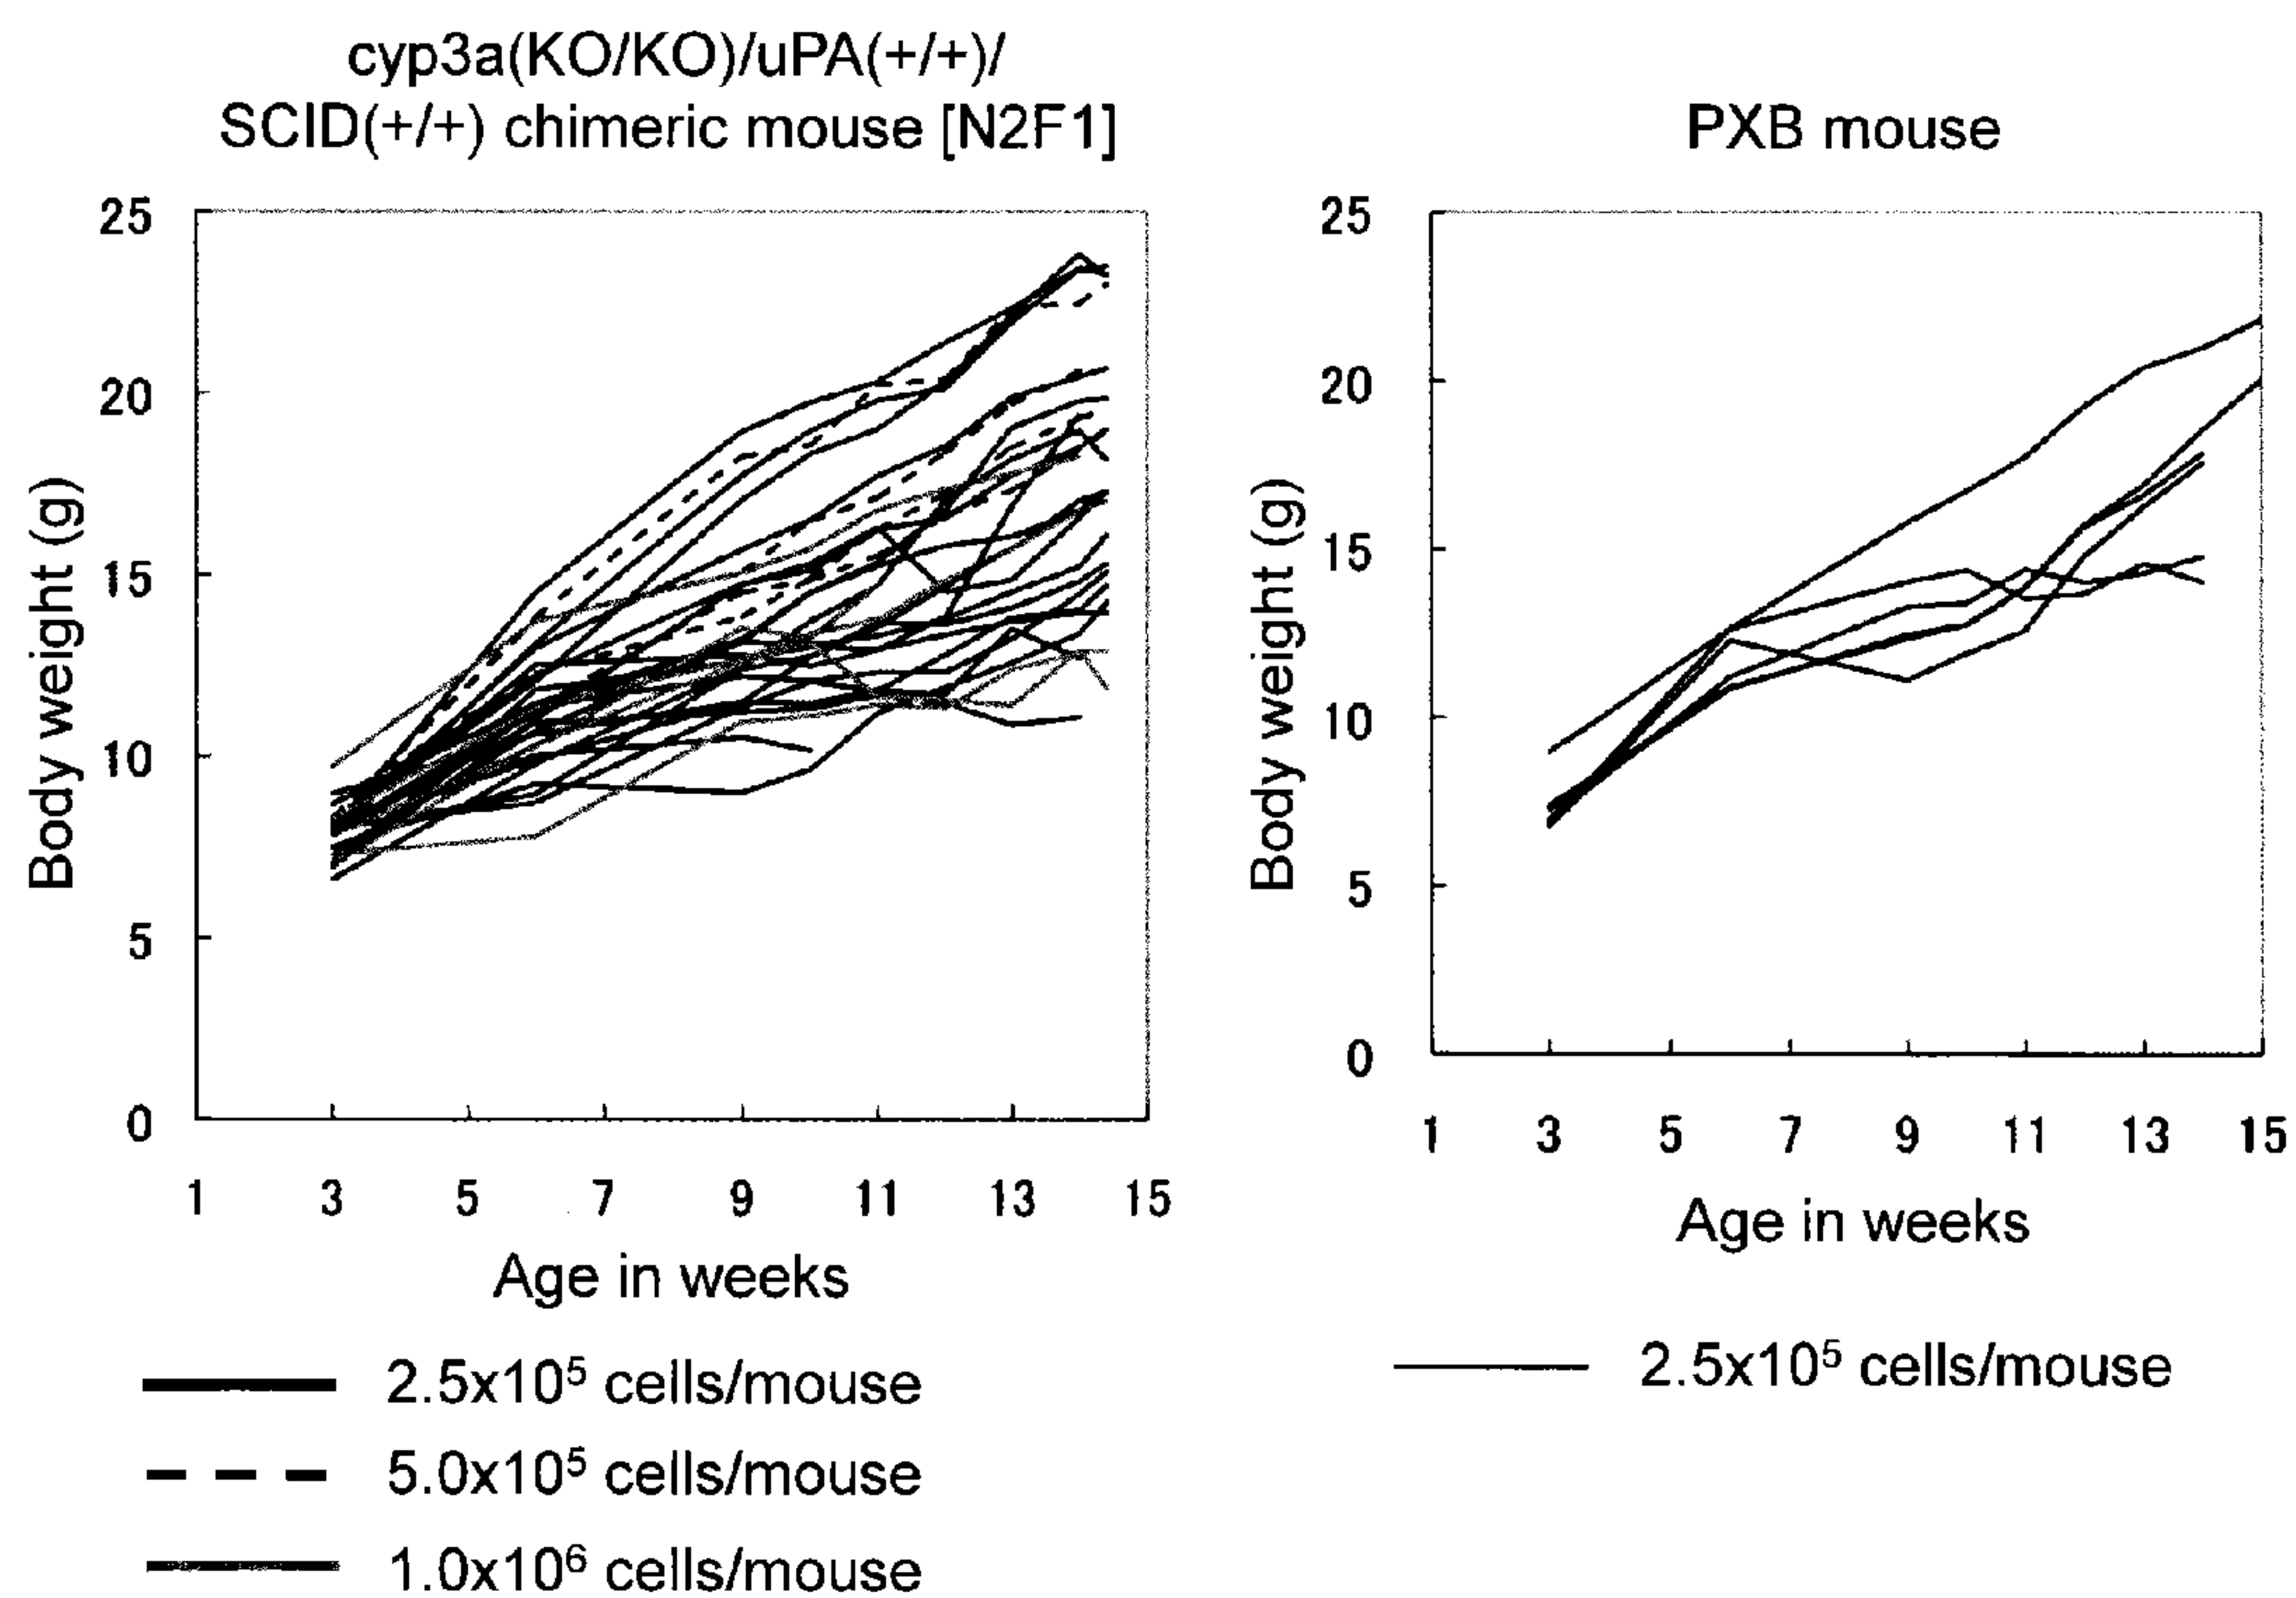 cyp3a(KO/KO)/uPA(+/+)/
SCID(+/+) chimeric mouse [N2F1]
25
20
15
10
5
0
Body weight (g)
1 3 5 7 9 11 13 15
Age in weeks
2.5x10⁵ cells/mouse
5.0x10⁵ cells/mouse
1.0x10⁶ cells/mouse
PXB mouse
25
20
15
10
5
0
Body weight (g)
1 3 5 7 9 11 13 15
Age in weeks
2.5x10⁵ cells/mouse